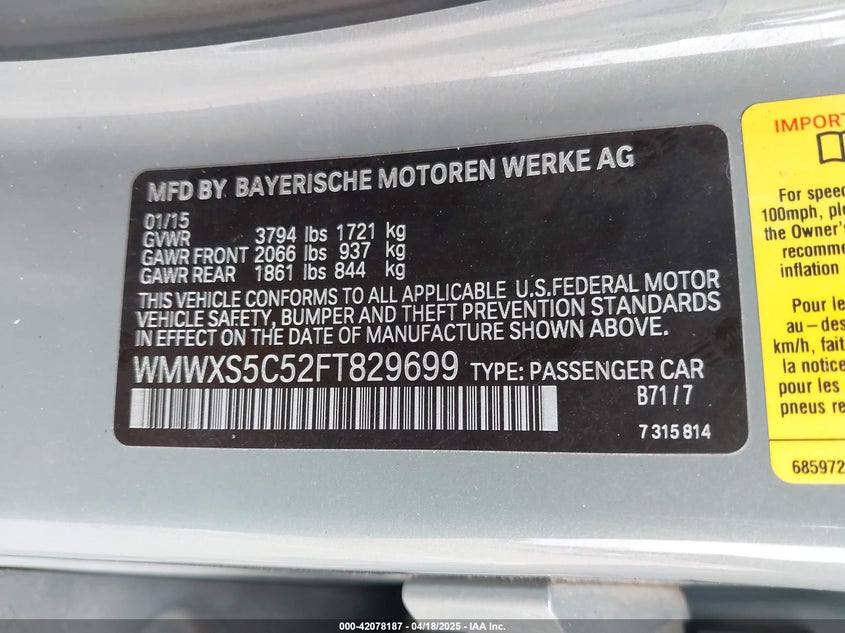 MFD BY BAYERISCHE MOTOREN WERKE AG
01/15
GVWR 3794 lbs 1721 kg
GAWR FRONT 2066 lbs 937 kg
GAWR REAR 1861 lbs 844 kg
THIS VEHICLE CONFORMS TO ALL APPLICABLE U.S.FEDERAL MOTOR
VEHICLE SAFETY, BUMPER AND THEFT PREVENTION STANDARDS
IN EFFECT ON THE DATE OF MANUFACTURE SHOWN ABOVE.
WMWXS5C52FT829699 TYPE: PASSENGER CAR
B71 / 7
7 315 814
IMPORT
For speed
100mph, ple
the Owner's
recomme
inflation
Pour le
au-des
km/h, fai
la notice
pour les
pneus re
685972
000-42078187 04/18/2025 IAA Inc.